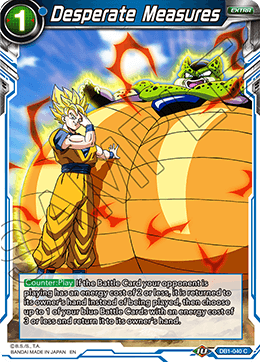 1 Desperate Measures EXTRA
Counter:Play If the Battle Card your opponent is
playing has an energy cost of 2 or less, it is returned to
its owner's hand instead of being played, then choose
up to 1 of your blue Battle Cards with an energy cost of
3 or less and return it to its owner's hand.
©B.S./S., T.A.
BANDAI MADE IN JAPAN EN
DB1-040 C